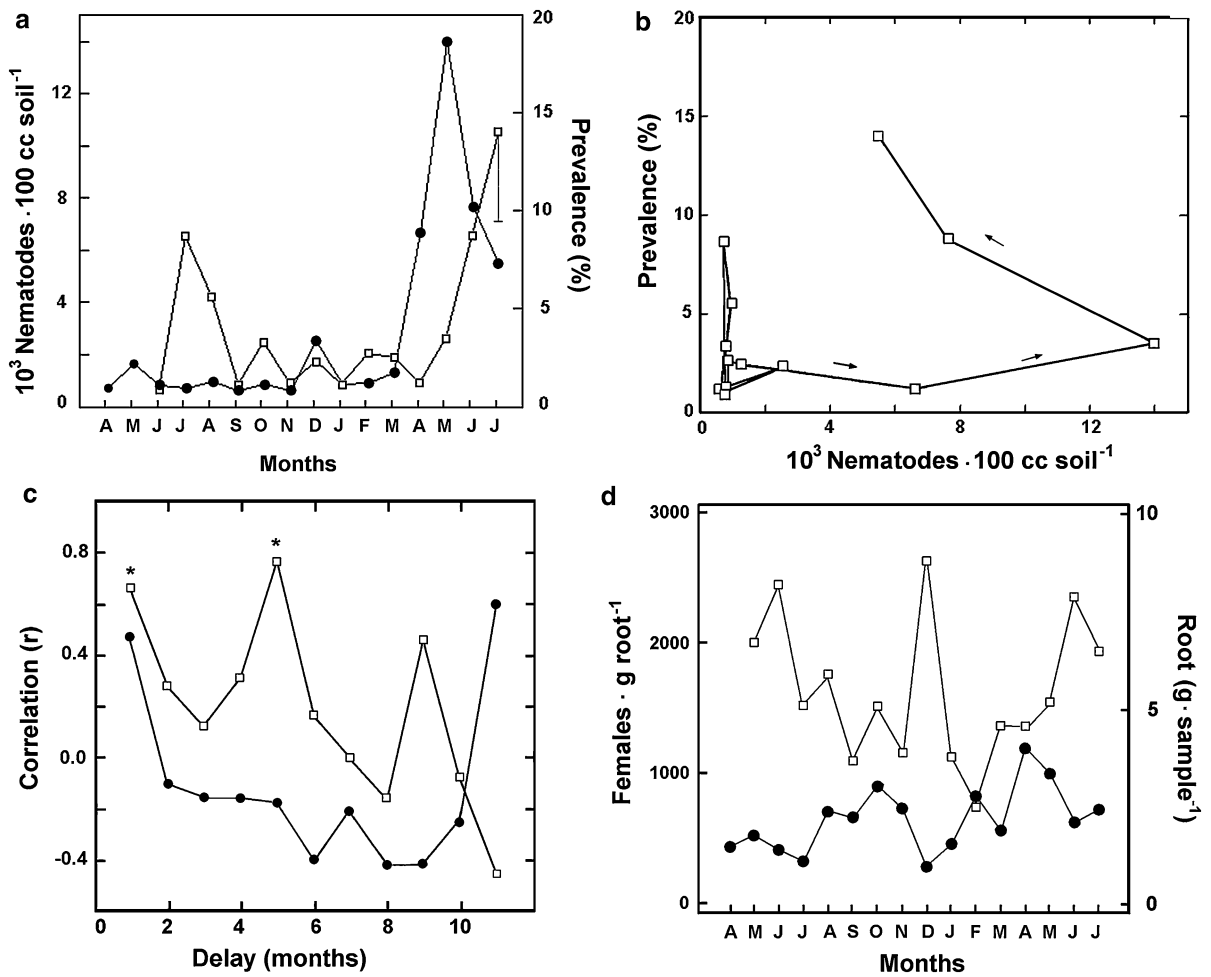 a
10³ Nematodes · 100 cc soil⁻¹
12
8
4
0
20
15
10
5
0
Prevalence (%)
A M J J A S O N D J F M A M J J
Months
b
Prevalence (%)
20
15
10
5
0
0 4 8 12
10³ Nematodes · 100 cc soil⁻¹
c
Correlation (r)
0.8
0.4
0.0
-0.4
*
*
0 2 4 6 8 10
Delay (months)
d
Females · g root⁻¹
3000
2000
1000
0
10
5
0
Root (g · sample⁻¹)
A M J J A S O N D J F M A M J J
Months